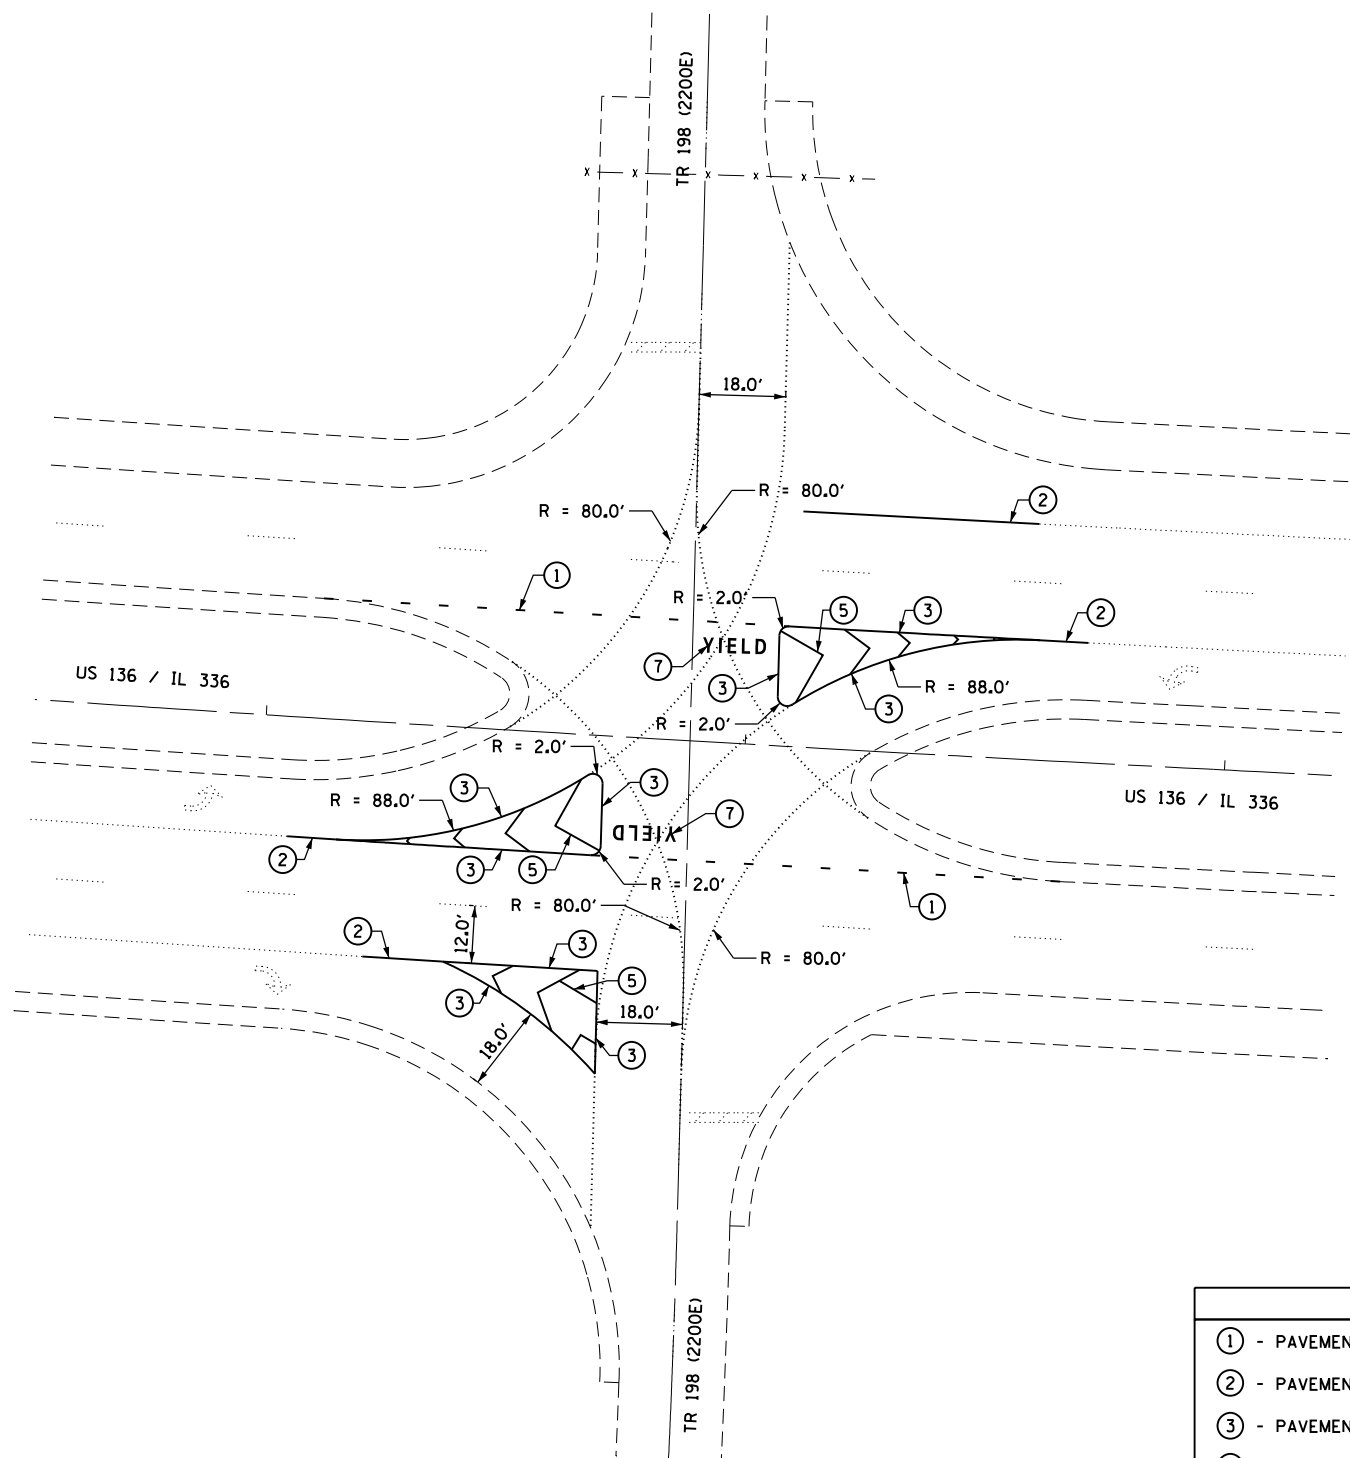 TR 198 (2200E)
x x x x x x
18.0'
R = 80.0'
R = 80.0'
2
1
R = 2.0'
5
3
2
YIELD
7
3
R = 88.0'
3
R = 2.0'
US 136 / IL 336
R = 2.0'
3
3
R = 88.0'
US 136 / IL 336
7
YIELD
2
3
5
R = 2.0'
1
R = 80.0'
2
12.0'
3
R = 80.0'
5
3
18.0'
18.0'
3
TR 198 (2200E)
1 - PAVEMEN
2 - PAVEMEN
3 - PAVEMEN